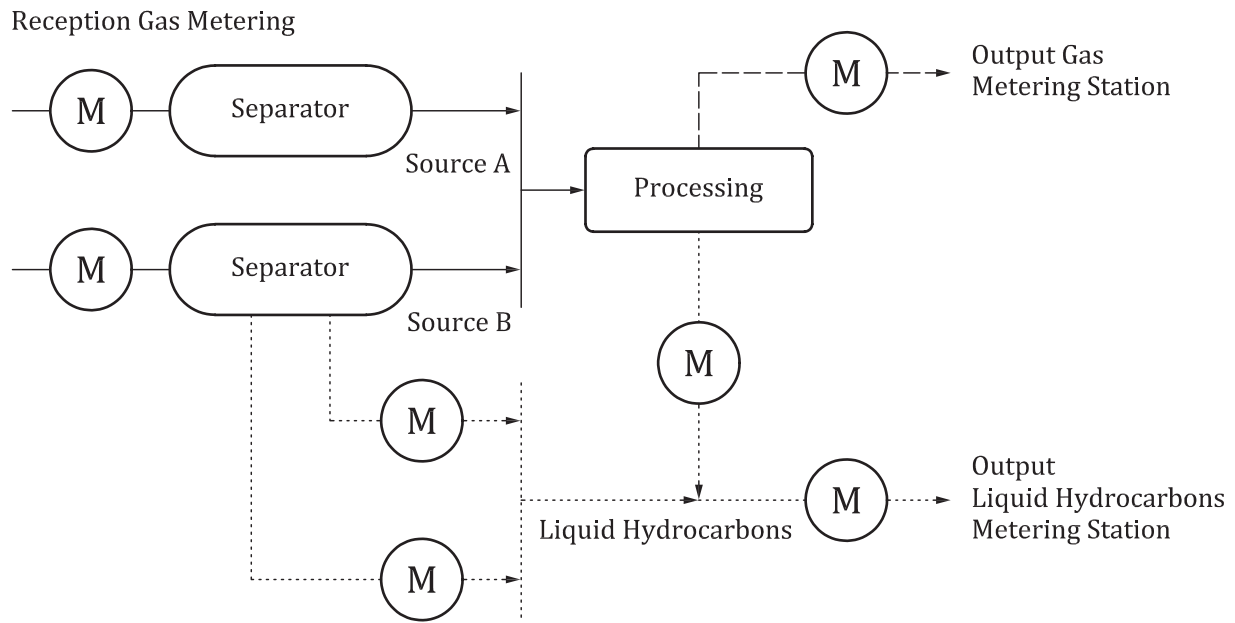 Reception Gas Metering
M
Separator
Source A
M
Separator
Source B
Processing
M
Output Gas
Metering Station
M
M
M
Liquid Hydrocarbons
M
Output
Liquid Hydrocarbons
Metering Station